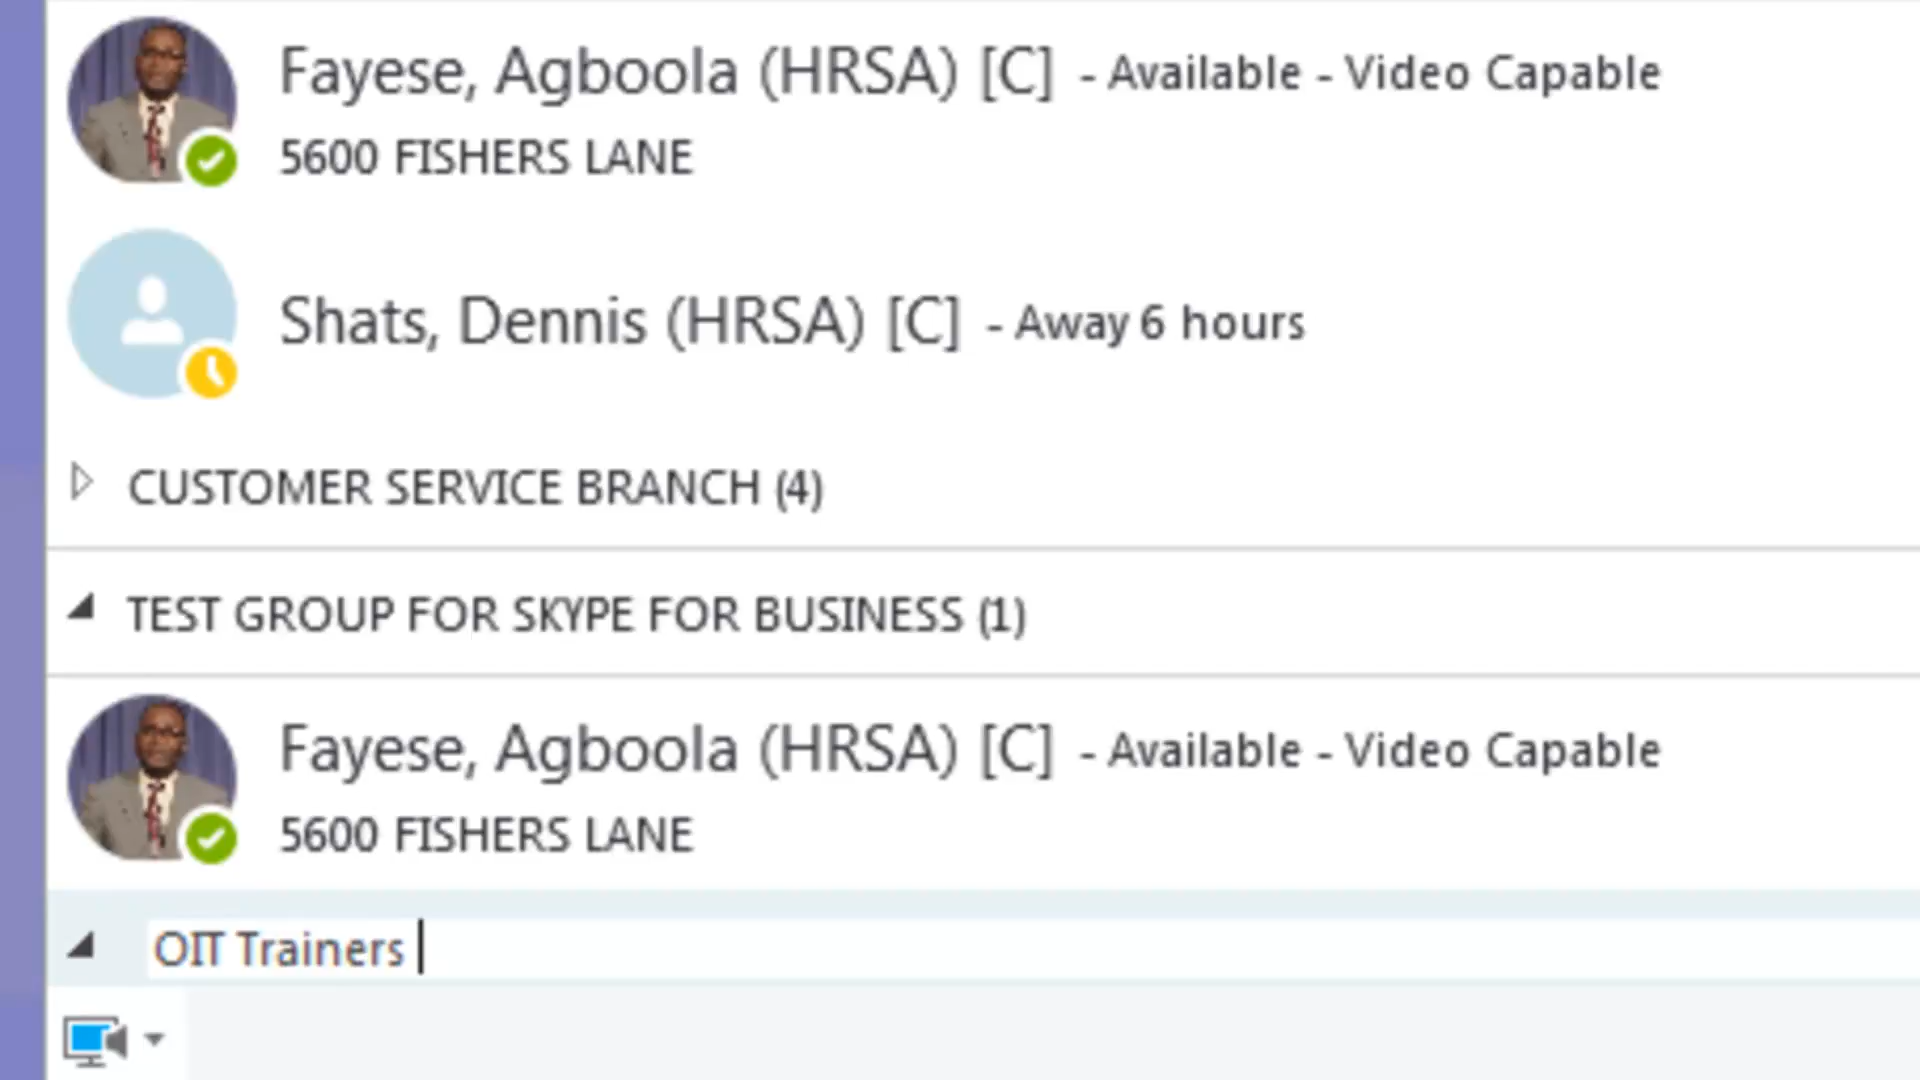 Fayese, Agboola (HRSA) [C] - Available - Video Capable
5600 FISHERS LANE
Shats, Dennis (HRSA) [C] - Away 6 hours
CUSTOMER SERVICE BRANCH (4)
TEST GROUP FOR SKYPE FOR BUSINESS (1)
Fayese, Agboola (HRSA) [C] - Available - Video Capable
5600 FISHERS LANE
OIT Trainers